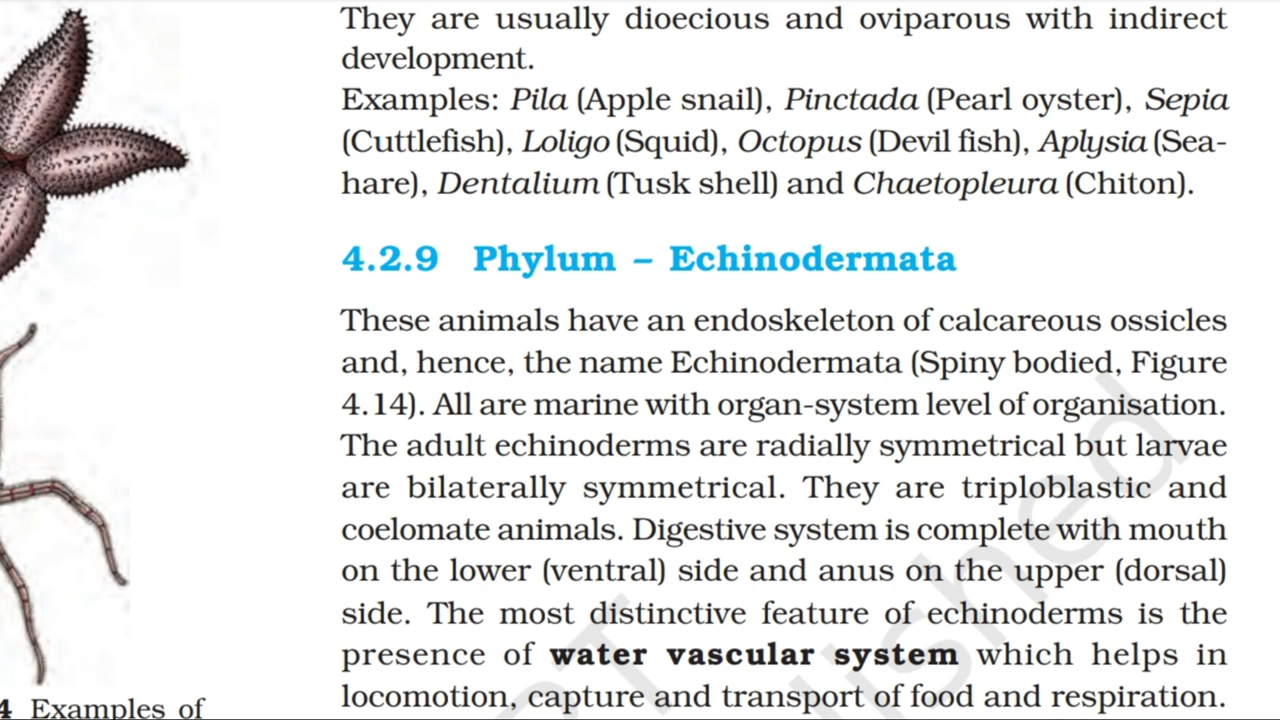 They are usually dioecious and oviparous with indirect
development.
Examples: Pila (Apple snail), Pinctada (Pearl oyster), Sepia
(Cuttlefish), Loligo (Squid), Octopus (Devil fish), Aplysia (Sea-
hare), Dentalium (Tusk shell) and Chaetopleura (Chiton).
4.2.9 Phylum – Echinodermata
These animals have an endoskeleton of calcareous ossicles
and, hence, the name Echinodermata (Spiny bodied, Figure
4.14). All are marine with organ-system level of organisation.
The adult echinoderms are radially symmetrical but larvae
are bilaterally symmetrical. They are triploblastic and
coelomate animals. Digestive system is complete with mouth
on the lower (ventral) side and anus on the upper (dorsal)
side. The most distinctive feature of echinoderms is the
presence of water vascular system which helps in
locomotion, capture and transport of food and respiration.
4 Examples of